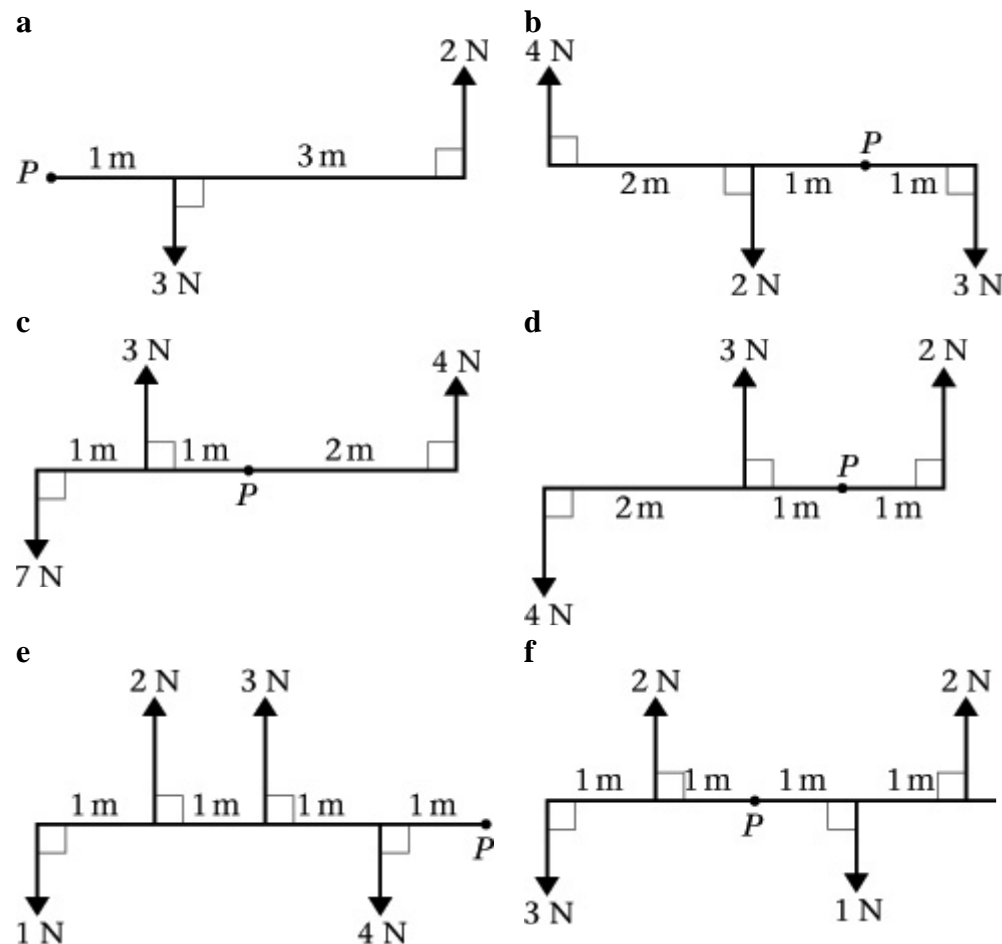 a
2 N
P 1 m 3 m
3 N
b
4 N
P
2 m 1 m 1 m
2 N 3 N
c
3 N 4 N
1 m 1 m 2 m
P
7 N
d
3 N 2 N
P
2 m 1 m 1 m
4 N
e
2 N 3 N
1 m 1 m 1 m 1 m
P
1 N 4 N
f
2 N 2 N
1 m 1 m 1 m 1 m
P
3 N 1 N